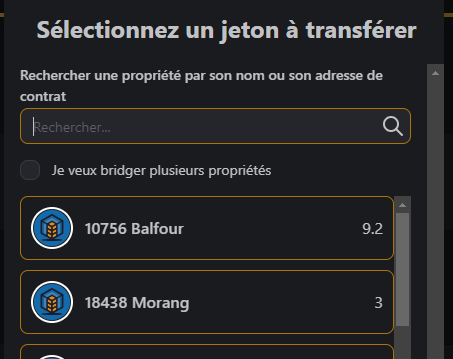 Sélectionnez un jeton à transférer
Rechercher une propriété par son nom ou son adresse de
contrat
Rechercher...
Je veux bridger plusieurs propriétés
10756 Balfour 9.2
18438 Morang 3